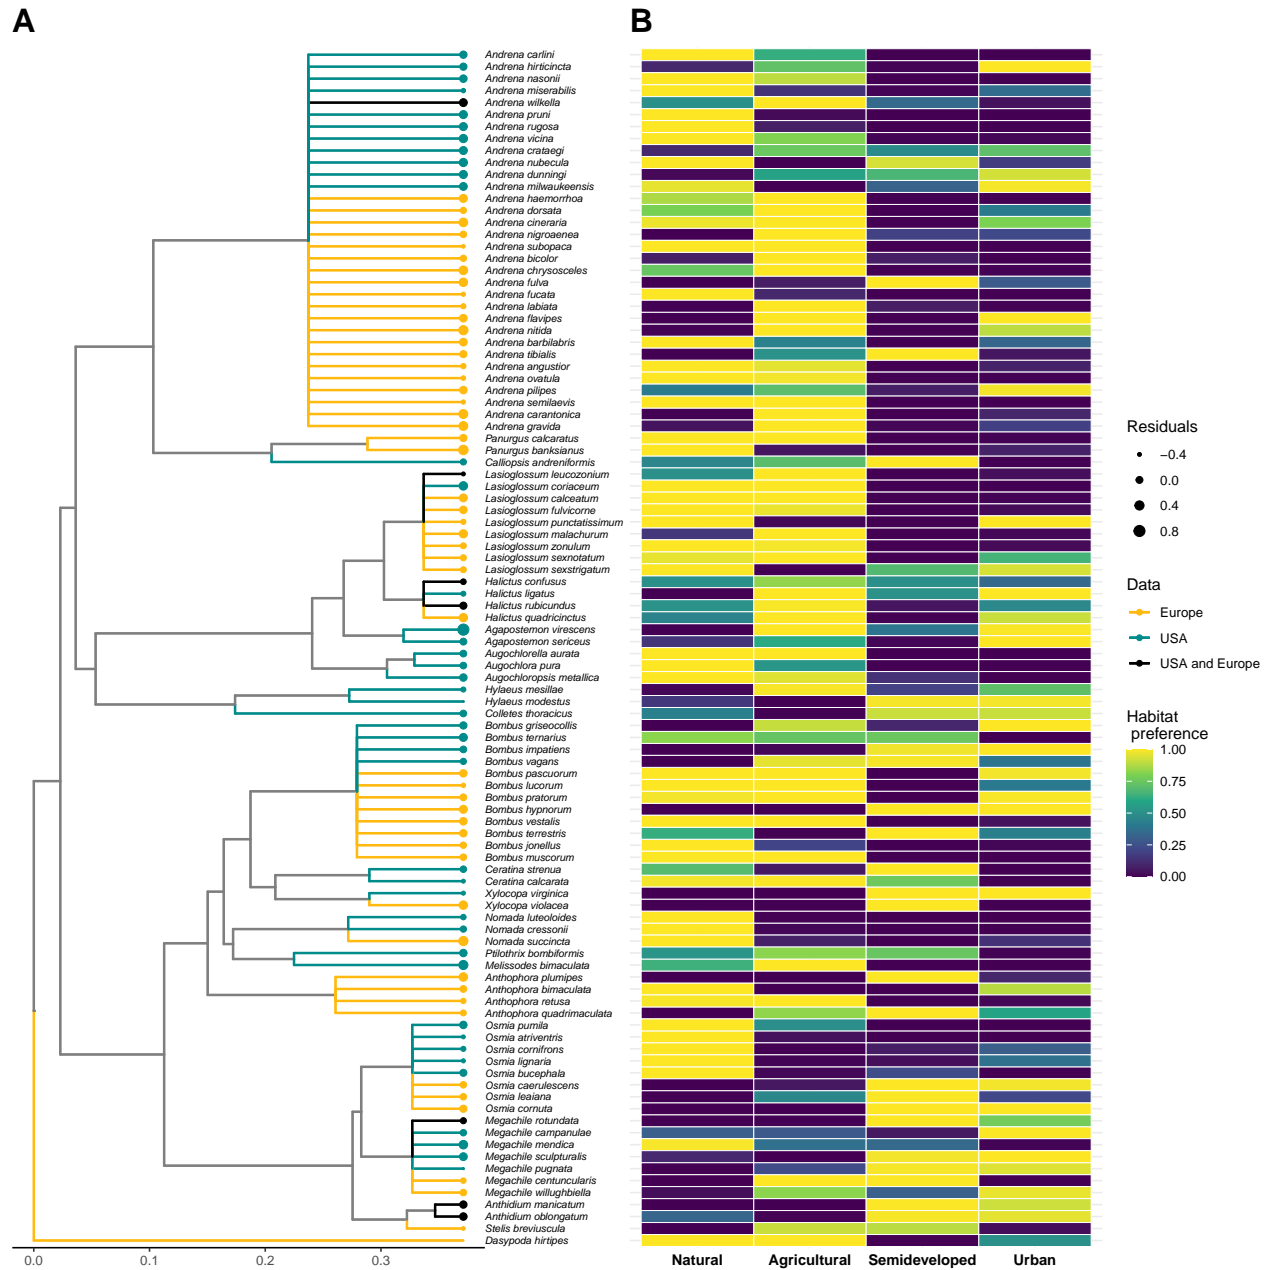 A
B
Andrena carlini
Andrena hirticincta
Andrena nasonii
Andrena miserabilis
Andrena wilkella
Andrena pruni
Andrena rugosa
Andrena vicina
Andrena crataegi
Andrena nubecula
Andrena dunningi
Andrena milwaukeensis
Andrena haemorrhoa
Andrena dorsata
Andrena cineraria
Andrena nigroaenea
Andrena subopaca
Andrena bicolor
Andrena chrysosceles
Andrena fulva
Andrena fucata
Andrena labiata
Andrena flavipes
Andrena nitida
Andrena barbilabris
Andrena tibialis
Andrena angustior
Andrena ovatula
Andrena pilipes
Andrena semilaevis
Andrena carantonica
Andrena gravida
Panurgus calcaratus
Panurgus banksianus
Calliopsis andreniformis
Lasioglossum leucozonium
Lasioglossum coriaceum
Lasioglossum calceatum
Lasioglossum fulvicorne
Lasioglossum punctatissimum
Lasioglossum malachurum
Lasioglossum zonulum
Lasioglossum sexnotatum
Lasioglossum sexstrigatum
Halictus confusus
Halictus ligatus
Halictus rubicundus
Halictus quadricinctus
Agapostemon virescens
Agapostemon sericeus
Augochlorella aurata
Augochlora pura
Augochloropsis metallica
Hylaeus mesillae
Hylaeus modestus
Colletes thoracicus
Bombus griseocollis
Bombus ternarius
Bombus impatiens
Bombus vagans
Bombus pascuorum
Bombus lucorum
Bombus pratorum
Bombus hypnorum
Bombus vestalis
Bombus terrestris
Bombus jonellus
Bombus muscorum
Ceratina strenua
Ceratina calcarata
Xylocopa virginica
Xylocopa violacea
Nomada luteoloides
Nomada cressonii
Nomada succincta
Ptilothrix bombiformis
Melissodes bimaculata
Anthophora plumipes
Anthophora bimaculata
Anthophora retusa
Anthophora quadrimaculata
Osmia pumila
Osmia atriventris
Osmia cornifrons
Osmia lignaria
Osmia bucephala
Osmia caerulescens
Osmia leaiana
Osmia cornuta
Megachile rotundata
Megachile campanulae
Megachile mendica
Megachile sculpturalis
Megachile pugnata
Megachile centuncularis
Megachile willughbiella
Anthidium manicatum
Anthidium oblongatum
Stelis breviuscula
Dasypoda hirtipes
0.0 0.1 0.2 0.3
Natural Agricultural Semideveloped Urban
Residuals
−0.4
0.0
0.4
0.8
Data
Europe
USA
USA and Europe
Habitat
preference
1.00
0.75
0.50
0.25
0.00